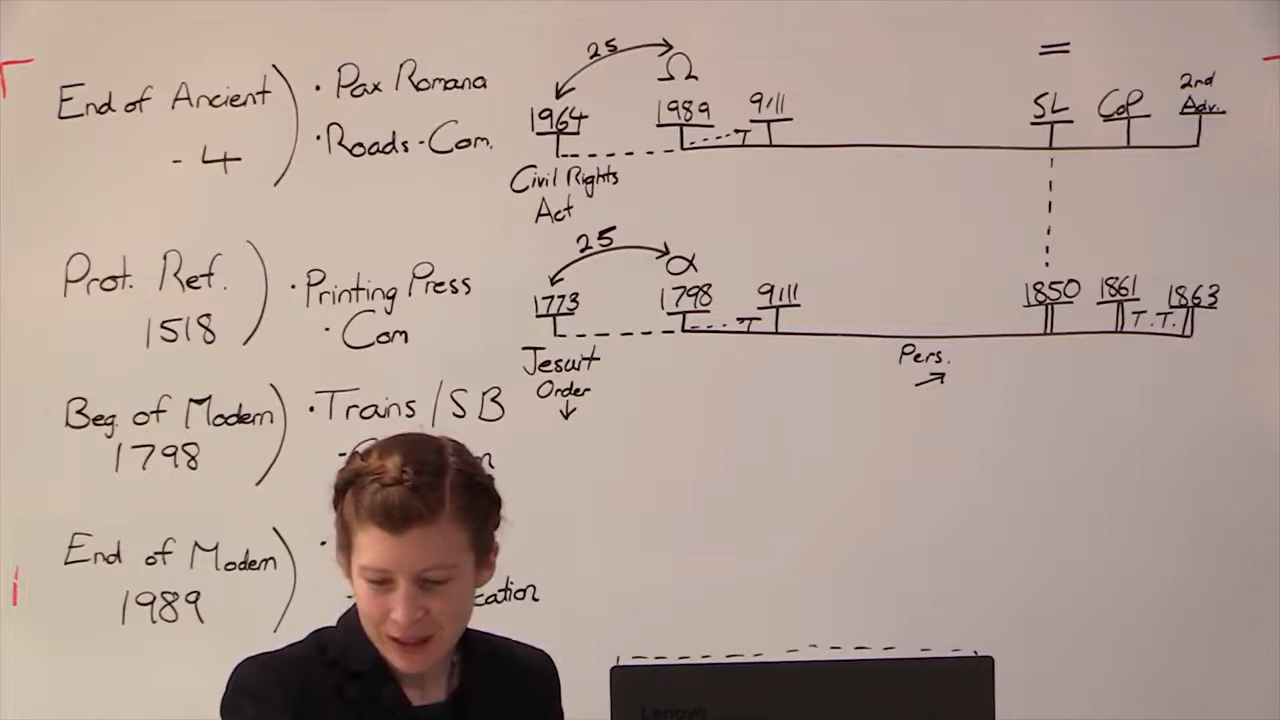 End of Ancient
- 4
• Pax Romana
• Roads - Com.
Prot. Ref.
1518
• Printing Press
• Com
Beg. of Modern
1798
• Trains / SB
End of Modern
1989
25
Ω
=
1964
1989
9/11
SL
CoP
2nd
Adv.
T
Civil Rights
Act
25
α
1773
1798
9/11
1850
1861
1863
T
T.T.
Jesuit
Order
↓
Pers.
→
Lenovo